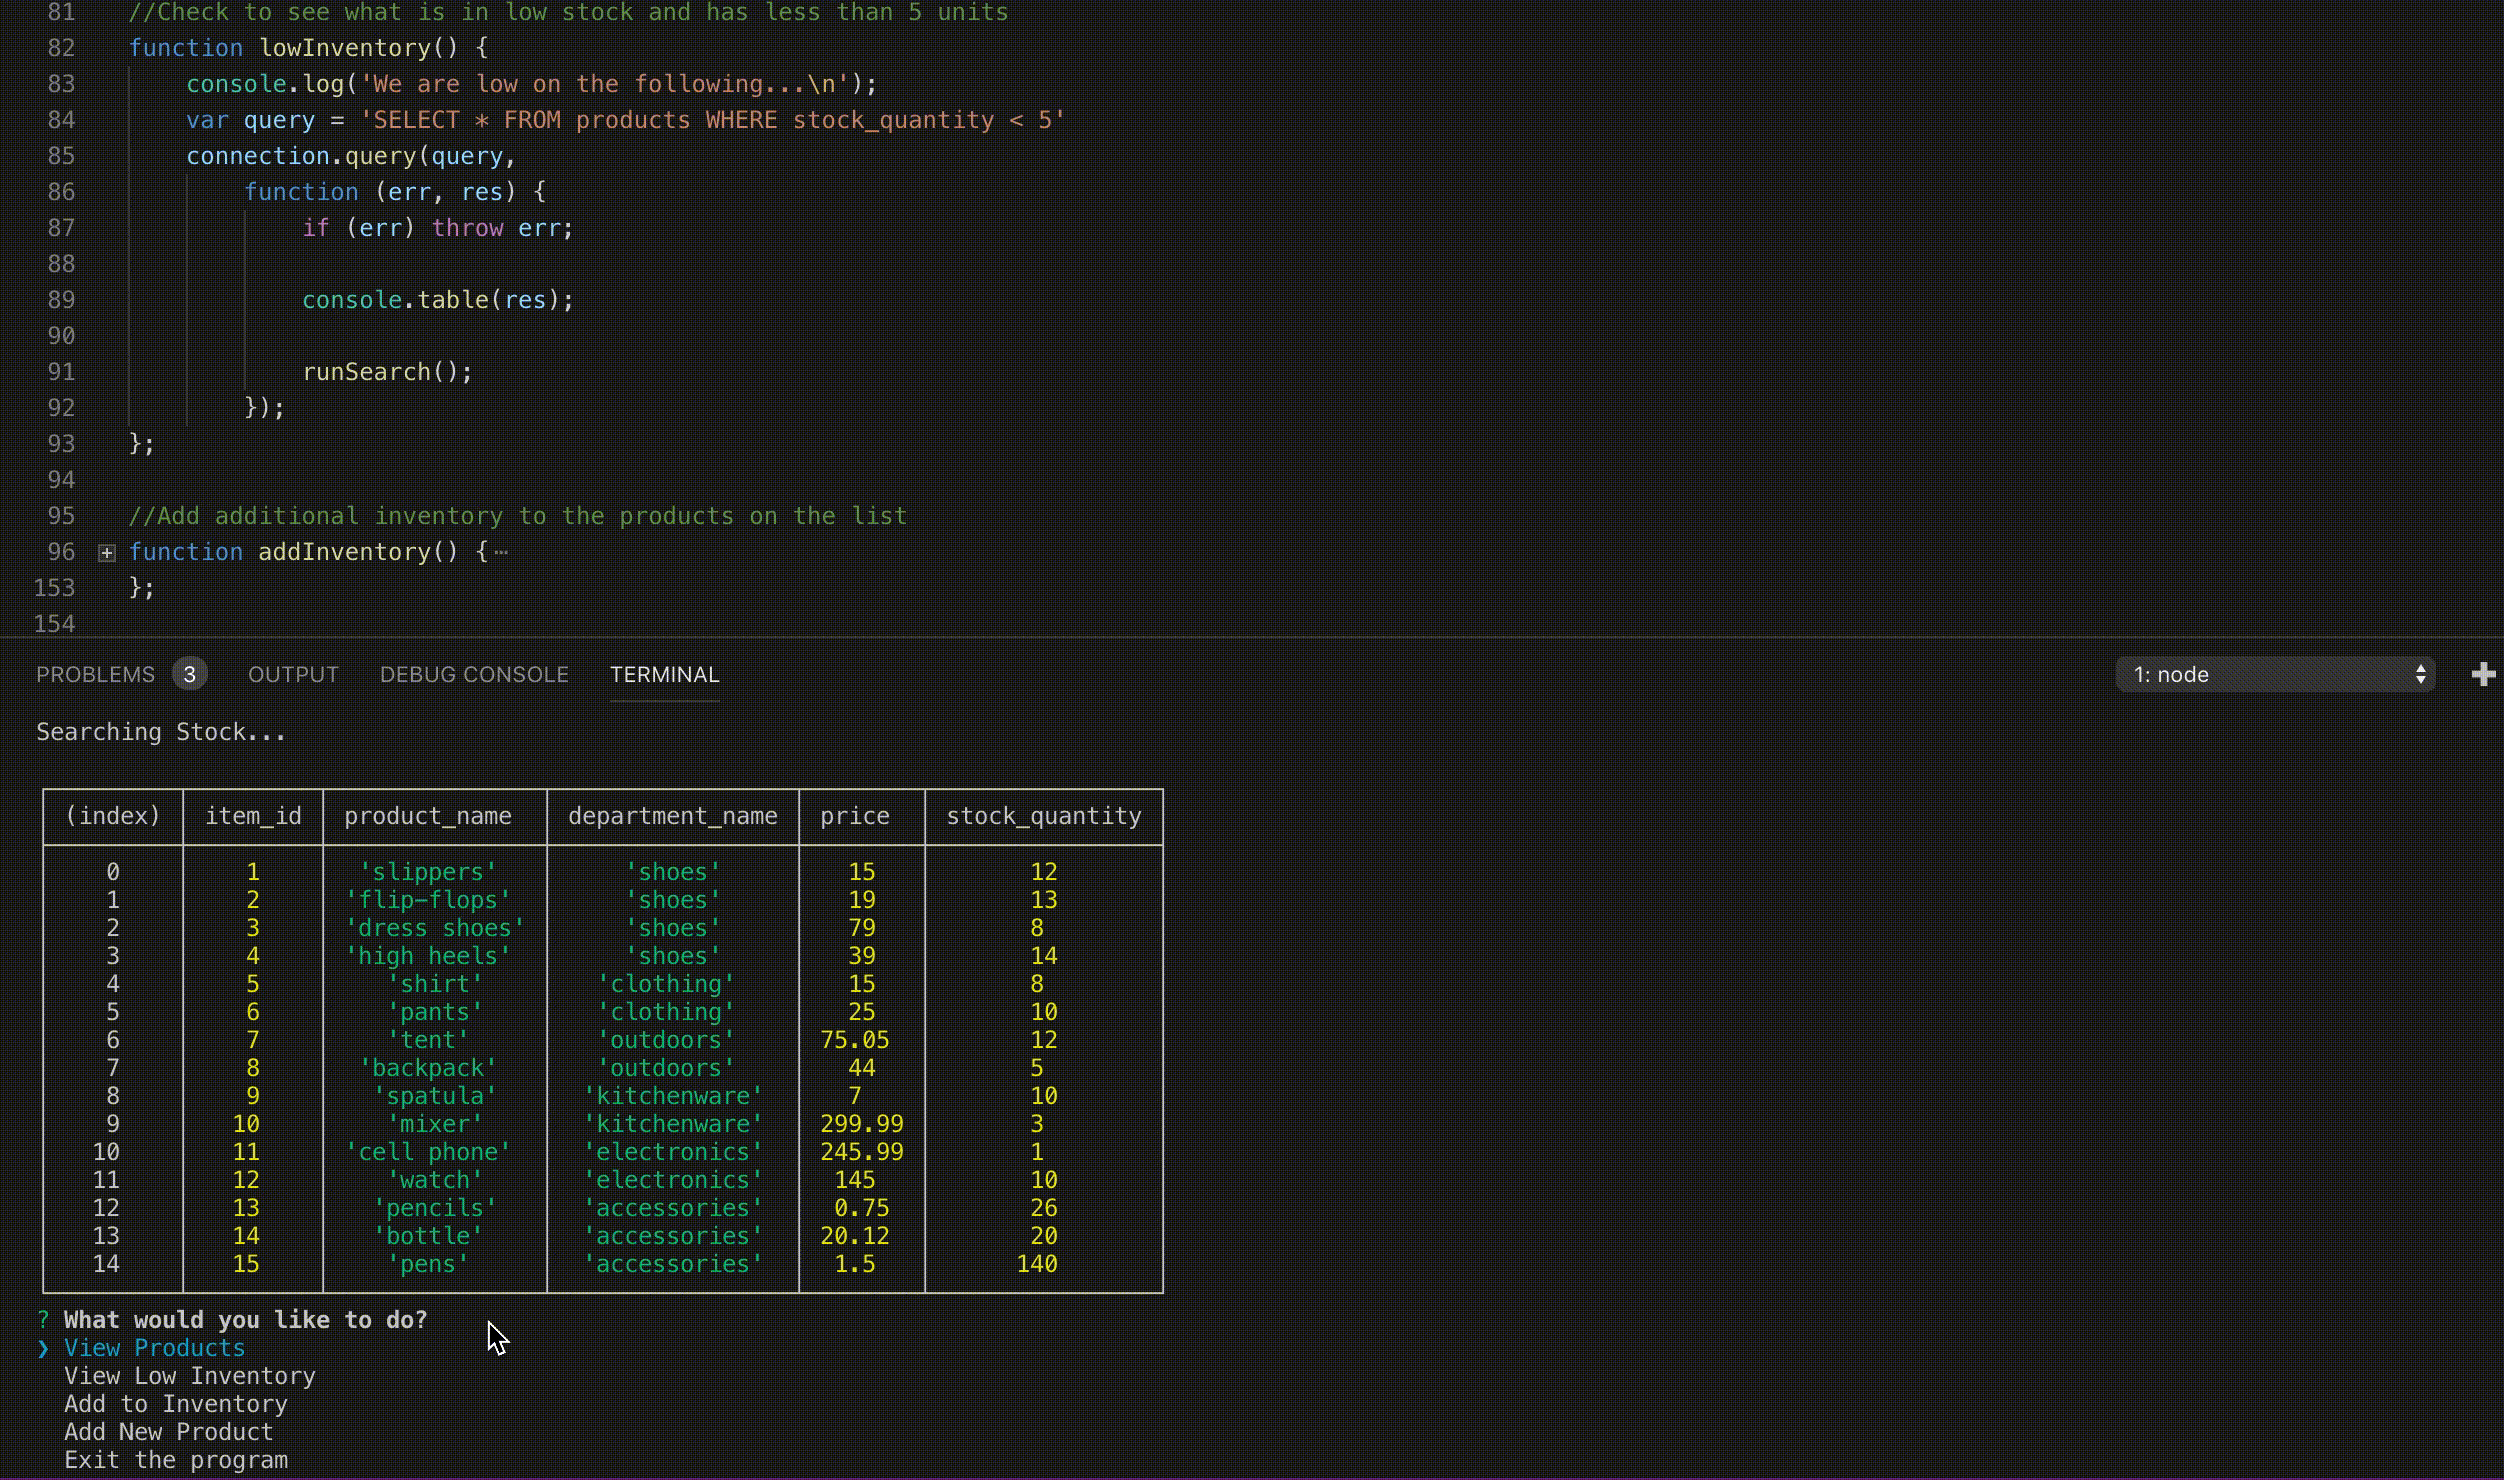 81 //Check to see what is in low stock and has less than 5 units
82 function lowInventory() {
83 console.log('We are low on the following...\n');
84 var query = 'SELECT * FROM products WHERE stock_quantity < 5'
85 connection.query(query,
86 function (err, res) {
87 if (err) throw err;
88
89 console.table(res);
90
91 runSearch();
92 });
93 };
94
95 //Add additional inventory to the products on the list
96 function addInventory() {⋯
153 };
154
PROBLEMS 3 OUTPUT DEBUG CONSOLE TERMINAL 1: node
Searching Stock...
(index) item_id product_name department_name price stock_quantity
0 1 'slippers' 'shoes' 15 12
1 2 'flip-flops' 'shoes' 19 13
2 3 'dress shoes' 'shoes' 79 8
3 4 'high heels' 'shoes' 39 14
4 5 'shirt' 'clothing' 15 8
5 6 'pants' 'clothing' 25 10
6 7 'tent' 'outdoors' 75.05 12
7 8 'backpack' 'outdoors' 44 5
8 9 'spatula' 'kitchenware' 7 10
9 10 'mixer' 'kitchenware' 299.99 3
10 11 'cell phone' 'electronics' 245.99 1
11 12 'watch' 'electronics' 145 10
12 13 'pencils' 'accessories' 0.75 26
13 14 'bottle' 'accessories' 20.12 20
14 15 'pens' 'accessories' 1.5 140
? What would you like to do?
❯ View Products
View Low Inventory
Add to Inventory
Add New Product
Exit the program